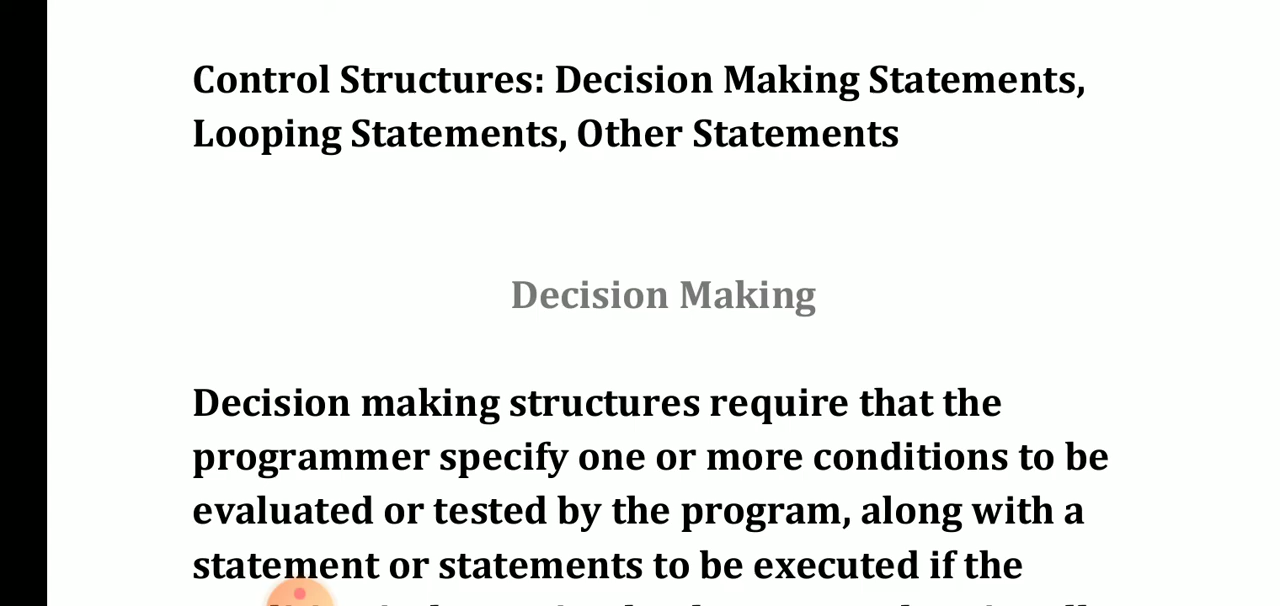 Control Structures: Decision Making Statements,
Looping Statements, Other Statements
Decision Making
Decision making structures require that the
programmer specify one or more conditions to be
evaluated or tested by the program, along with a
statement or statements to be executed if the